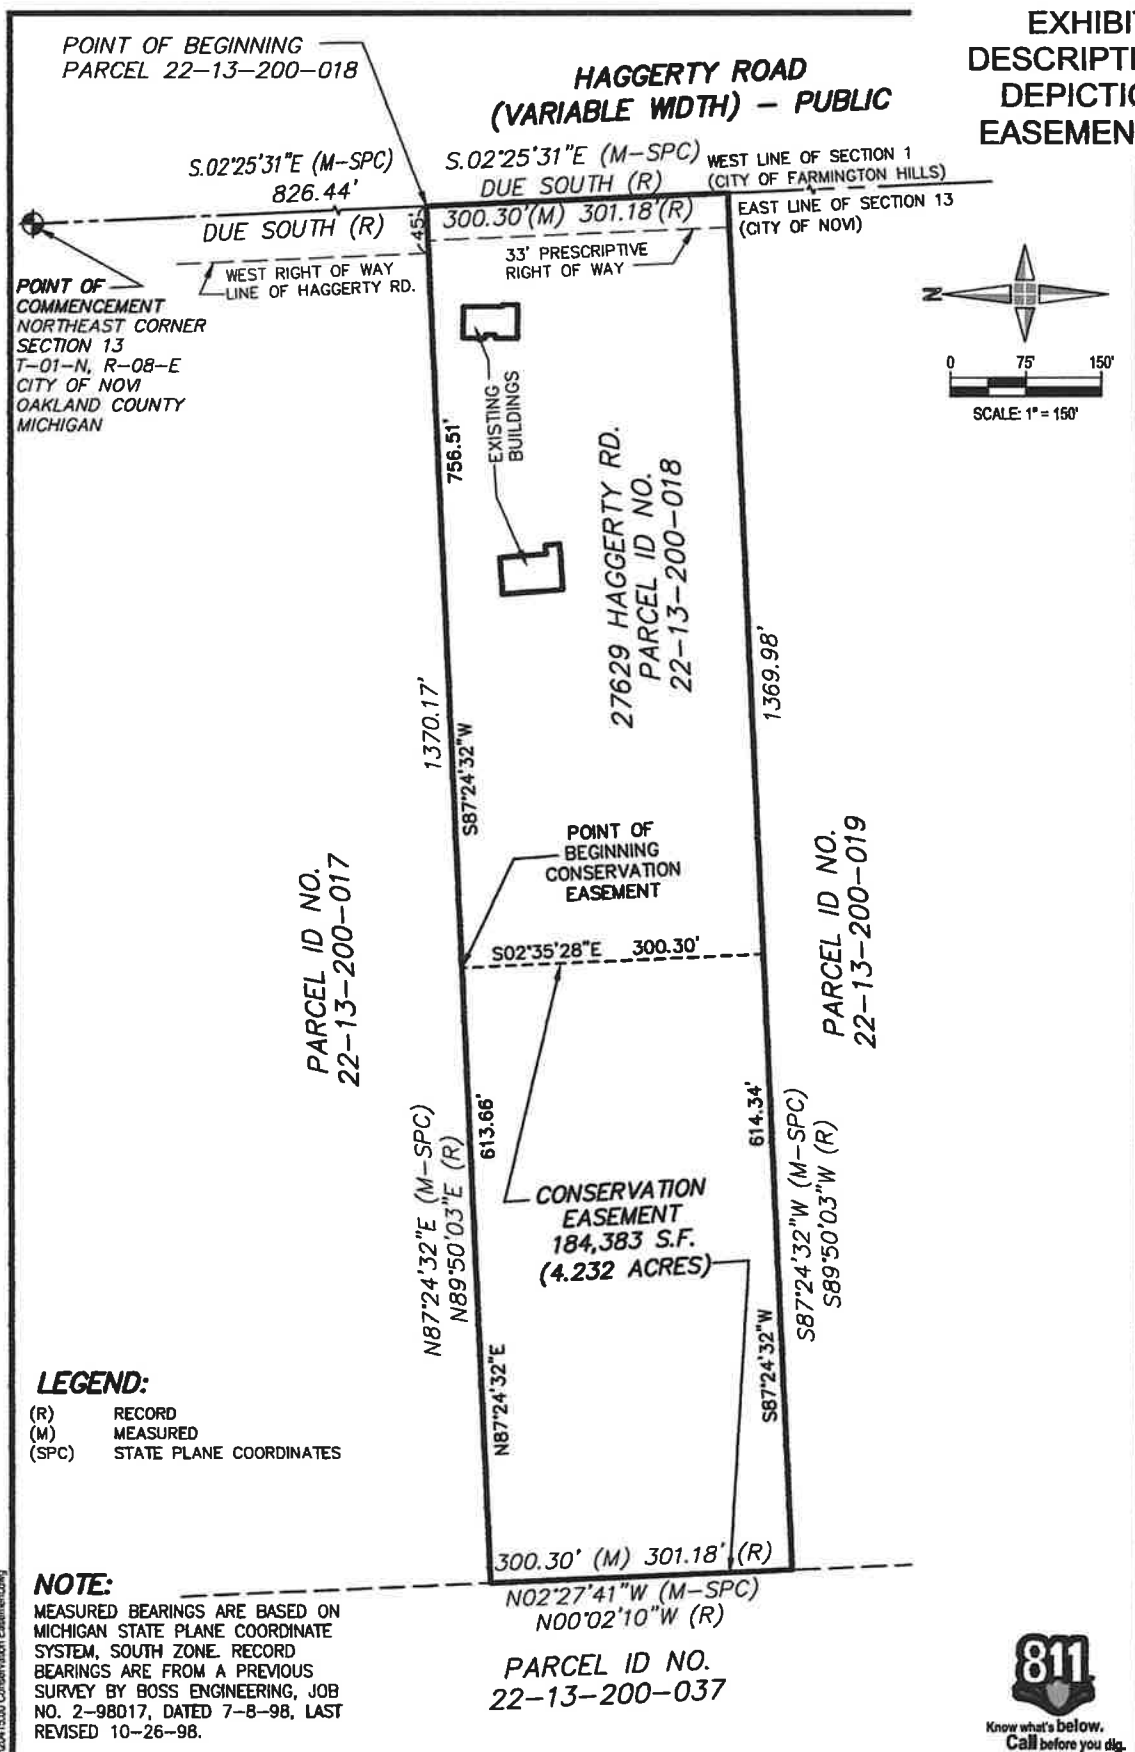 EXHIBI
DESCRIPTI
DEPICTIO
EASEMEN
POINT OF BEGINNING
PARCEL 22-13-200-018
HAGGERTY ROAD
(VARIABLE WIDTH) - PUBLIC
S.02°25'31"E (M-SPC)
826.44'
DUE SOUTH (R)
S.02°25'31"E (M-SPC)
DUE SOUTH (R)
300.30'(M) 301.18'(R)
WEST LINE OF SECTION 1
(CITY OF FARMINGTON HILLS)
EAST LINE OF SECTION 13
(CITY OF NOVI)
45'
33' PRESCRIPTIVE
RIGHT OF WAY
WEST RIGHT OF WAY
LINE OF HAGGERTY RD.
POINT OF
COMMENCEMENT
NORTHEAST CORNER
SECTION 13
T-01-N, R-08-E
CITY OF NOVI
OAKLAND COUNTY
MICHIGAN
N
0 75' 150'
SCALE: 1" = 150'
EXISTING
BUILDINGS
756.51'
27629 HAGGERTY RD.
PARCEL ID NO.
22-13-200-018
1370.17'
S87°24'32"W
1369.98'
POINT OF
BEGINNING
CONSERVATION
EASEMENT
PARCEL ID NO.
22-13-200-017
PARCEL ID NO.
22-13-200-019
S02°35'28"E 300.30'
613.66'
614.34'
N87°24'32"E (M-SPC)
N89°50'03"E (R)
S87°24'32"W (M-SPC)
S89°50'03"W (R)
CONSERVATION
EASEMENT
184,383 S.F.
(4.232 ACRES)
N87°24'32"E
S87°24'32"W
LEGEND:
(R) RECORD
(M) MEASURED
(SPC) STATE PLANE COORDINATES
300.30' (M) 301.18' (R)
N02°27'41"W (M-SPC)
N00°02'10"W (R)
PARCEL ID NO.
22-13-200-037
NOTE:
MEASURED BEARINGS ARE BASED ON
MICHIGAN STATE PLANE COORDINATE
SYSTEM, SOUTH ZONE. RECORD
BEARINGS ARE FROM A PREVIOUS
SURVEY BY BOSS ENGINEERING, JOB
NO. 2-98017, DATED 7-8-98, LAST
REVISED 10-26-98.
811
Know what's below.
Call before you dig.